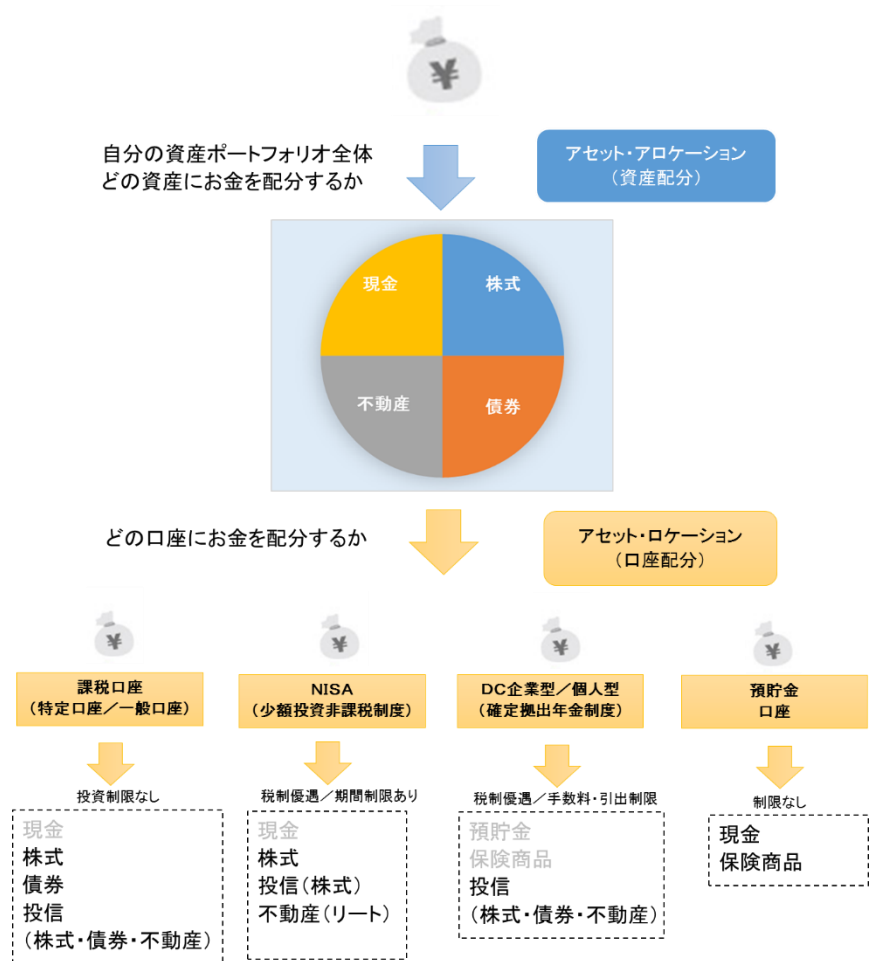 ¥
自分の資産ポートフォリオ全体
どの資産にお金を配分するか
アセット・アロケーション
（資産配分）
現金
株式
不動産
債券
どの口座にお金を配分するか
アセット・ロケーション
（口座配分）
¥
¥
¥
¥
課税口座
（特定口座／一般口座）
NISA
（少額投資非課税制度）
DC企業型／個人型
（確定拠出年金制度）
預貯金
口座
投資制限なし
税制優遇／期間制限あり
税制優遇／手数料・引出制限
制限なし
現金
株式
債券
投信
（株式・債券・不動産）
現金
株式
投信（株式）
不動産（リート）
預貯金
保険商品
投信
（株式・債券・不動産）
現金
保険商品